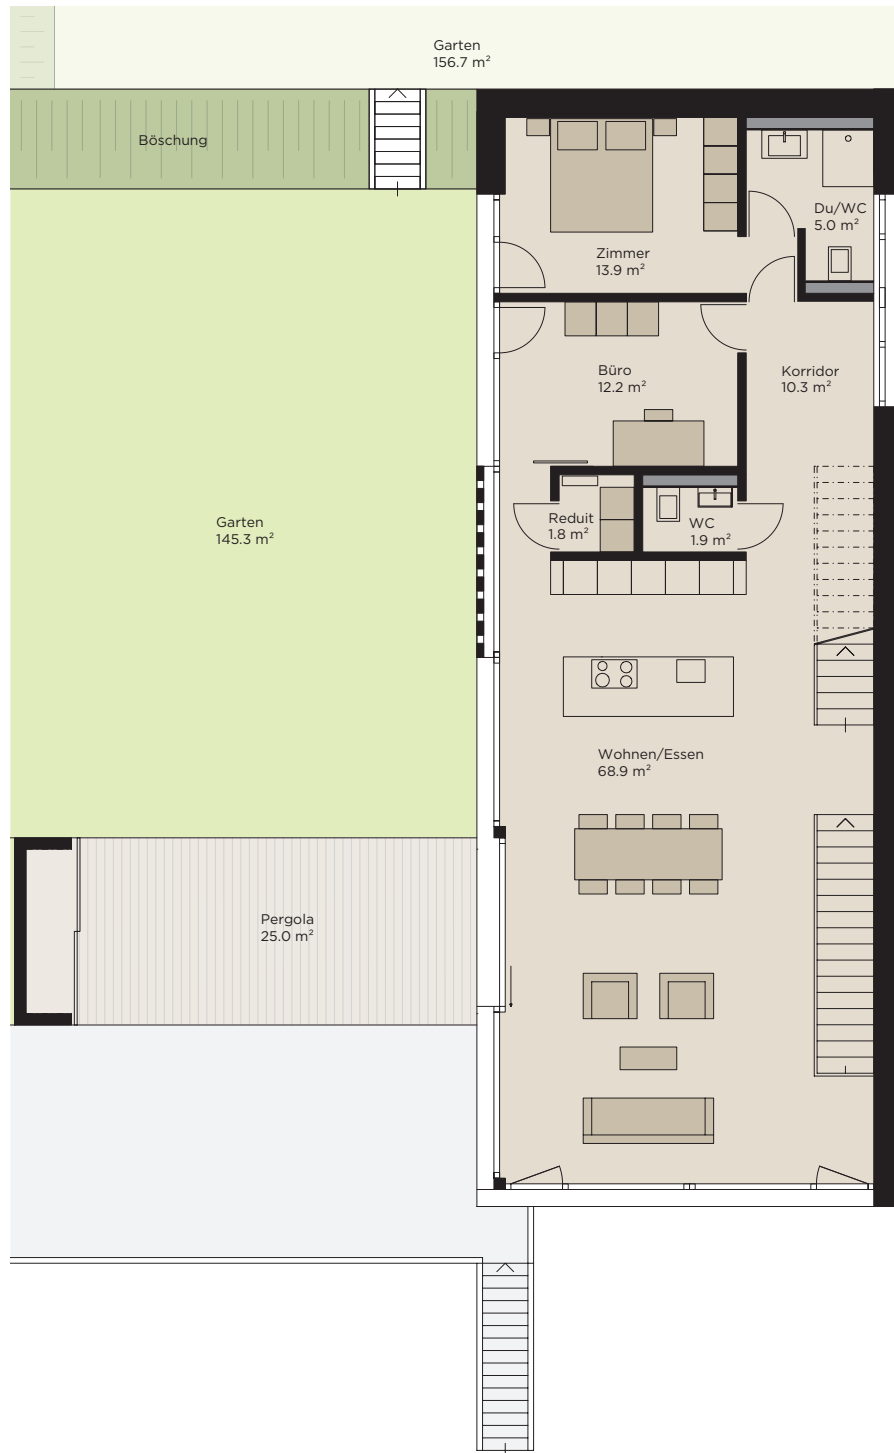 Garten
156.7 m²
Böschung
Du/WC
5.0 m²
Zimmer
13.9 m²
Büro
12.2 m²
Korridor
10.3 m²
Garten
145.3 m²
Reduit
1.8 m²
WC
1.9 m²
Wohnen/Essen
68.9 m²
Pergola
25.0 m²